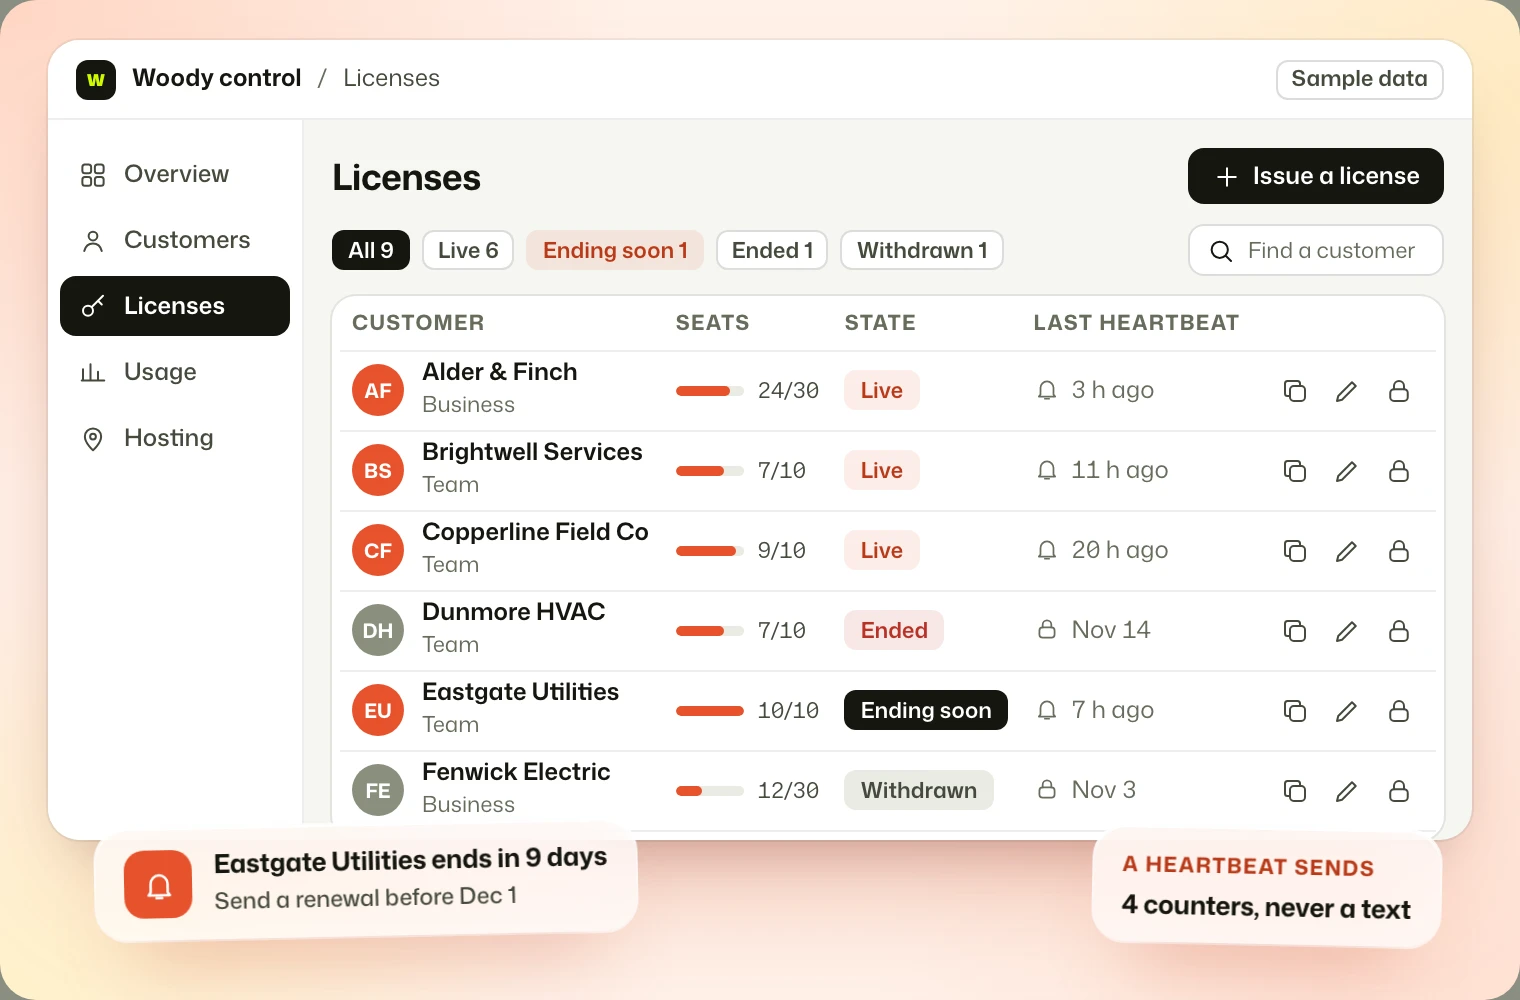 w Woody control / Licenses
Sample data
Overview
Customers
Licenses
Usage
Hosting
Licenses
Issue a license
All 9 Live 6 Ending soon 1 Ended 1 Withdrawn 1
Find a customer
CUSTOMER SEATS STATE LAST HEARTBEAT
AF Alder & Finch
Business
24/30 Live 3 h ago
BS Brightwell Services
Team
7/10 Live 11 h ago
CF Copperline Field Co
Team
9/10 Live 20 h ago
DH Dunmore HVAC
Team
7/10 Ended Nov 14
EU Eastgate Utilities
Team
10/10 Ending soon 7 h ago
FE Fenwick Electric
Business
12/30 Withdrawn Nov 3
Eastgate Utilities ends in 9 days
Send a renewal before Dec 1
A HEARTBEAT SENDS
4 counters, never a text